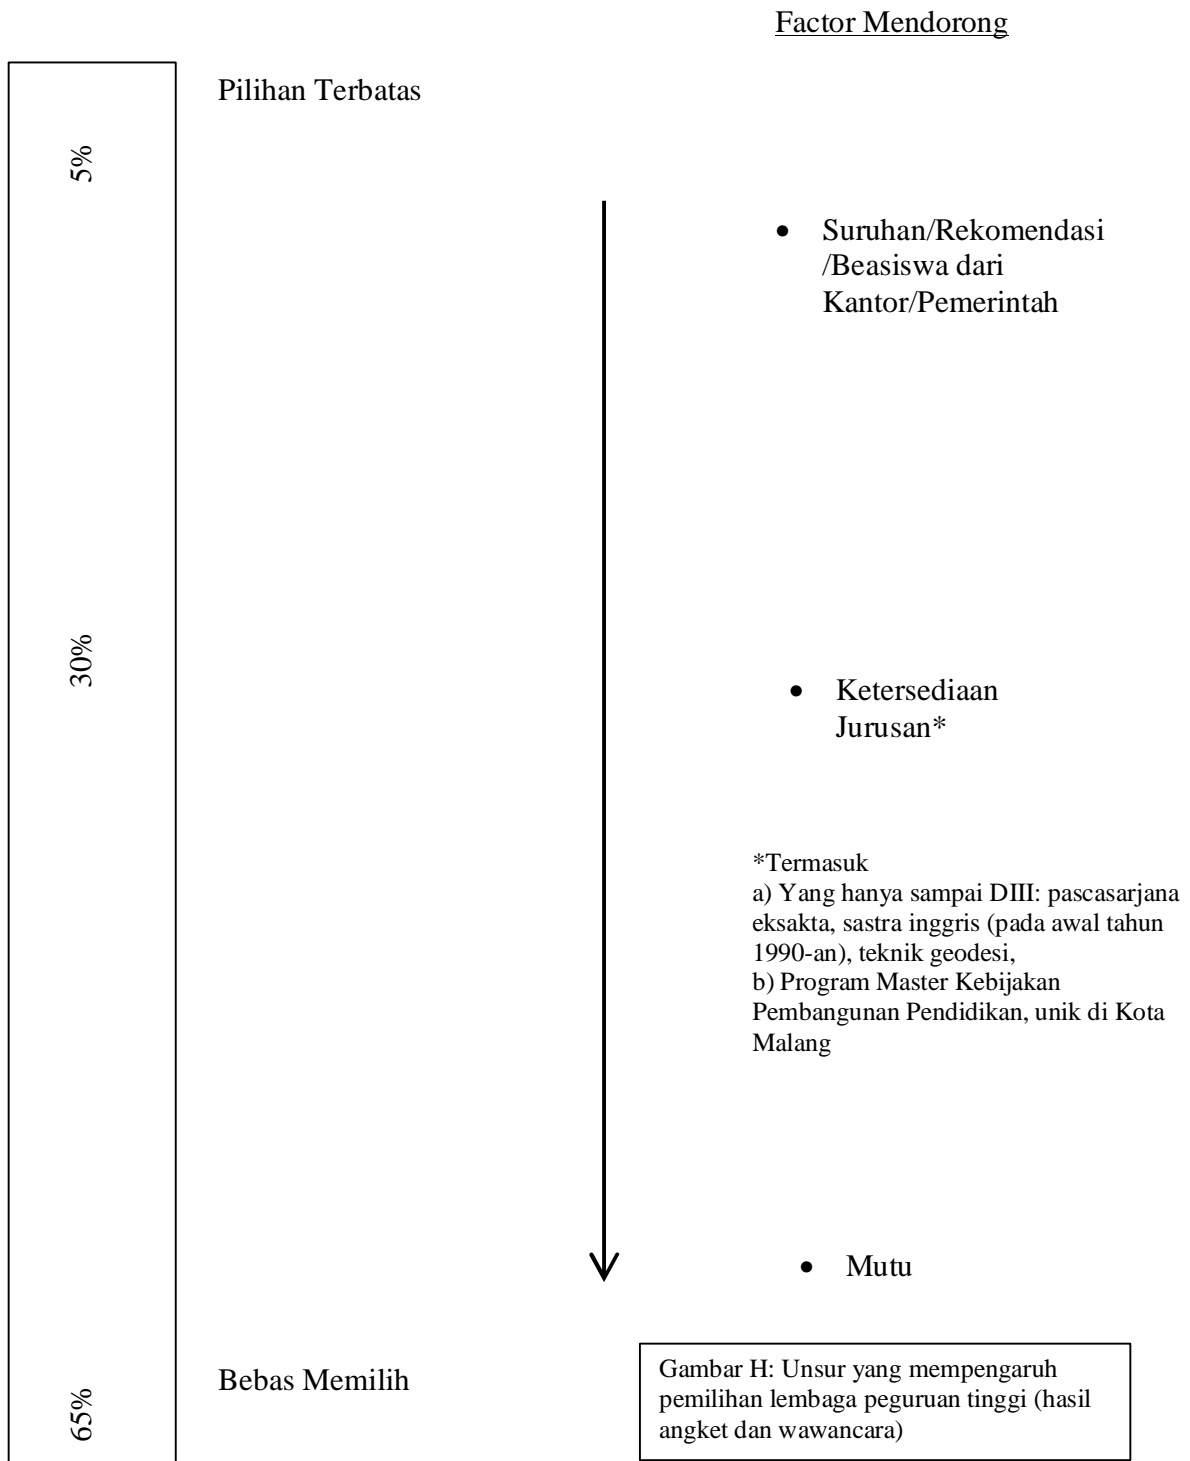 Factor Mendorong
Pilihan Terbatas
5%
• Suruhan/Rekomendasi
/Beasiswa dari
Kantor/Pemerintah
30%
• Ketersediaan
Jurusan*
*Termasuk
a) Yang hanya sampai DIII: pascasarjana
eksakta, sastra inggris (pada awal tahun
1990-an), teknik geodesi,
b) Program Master Kebijakan
Pembangunan Pendidikan, unik di Kota
Malang
• Mutu
Bebas Memilih
65%
Gambar H: Unsur yang mempengaruh
pemilihan lembaga peguruan tinggi (hasil
angket dan wawancara)